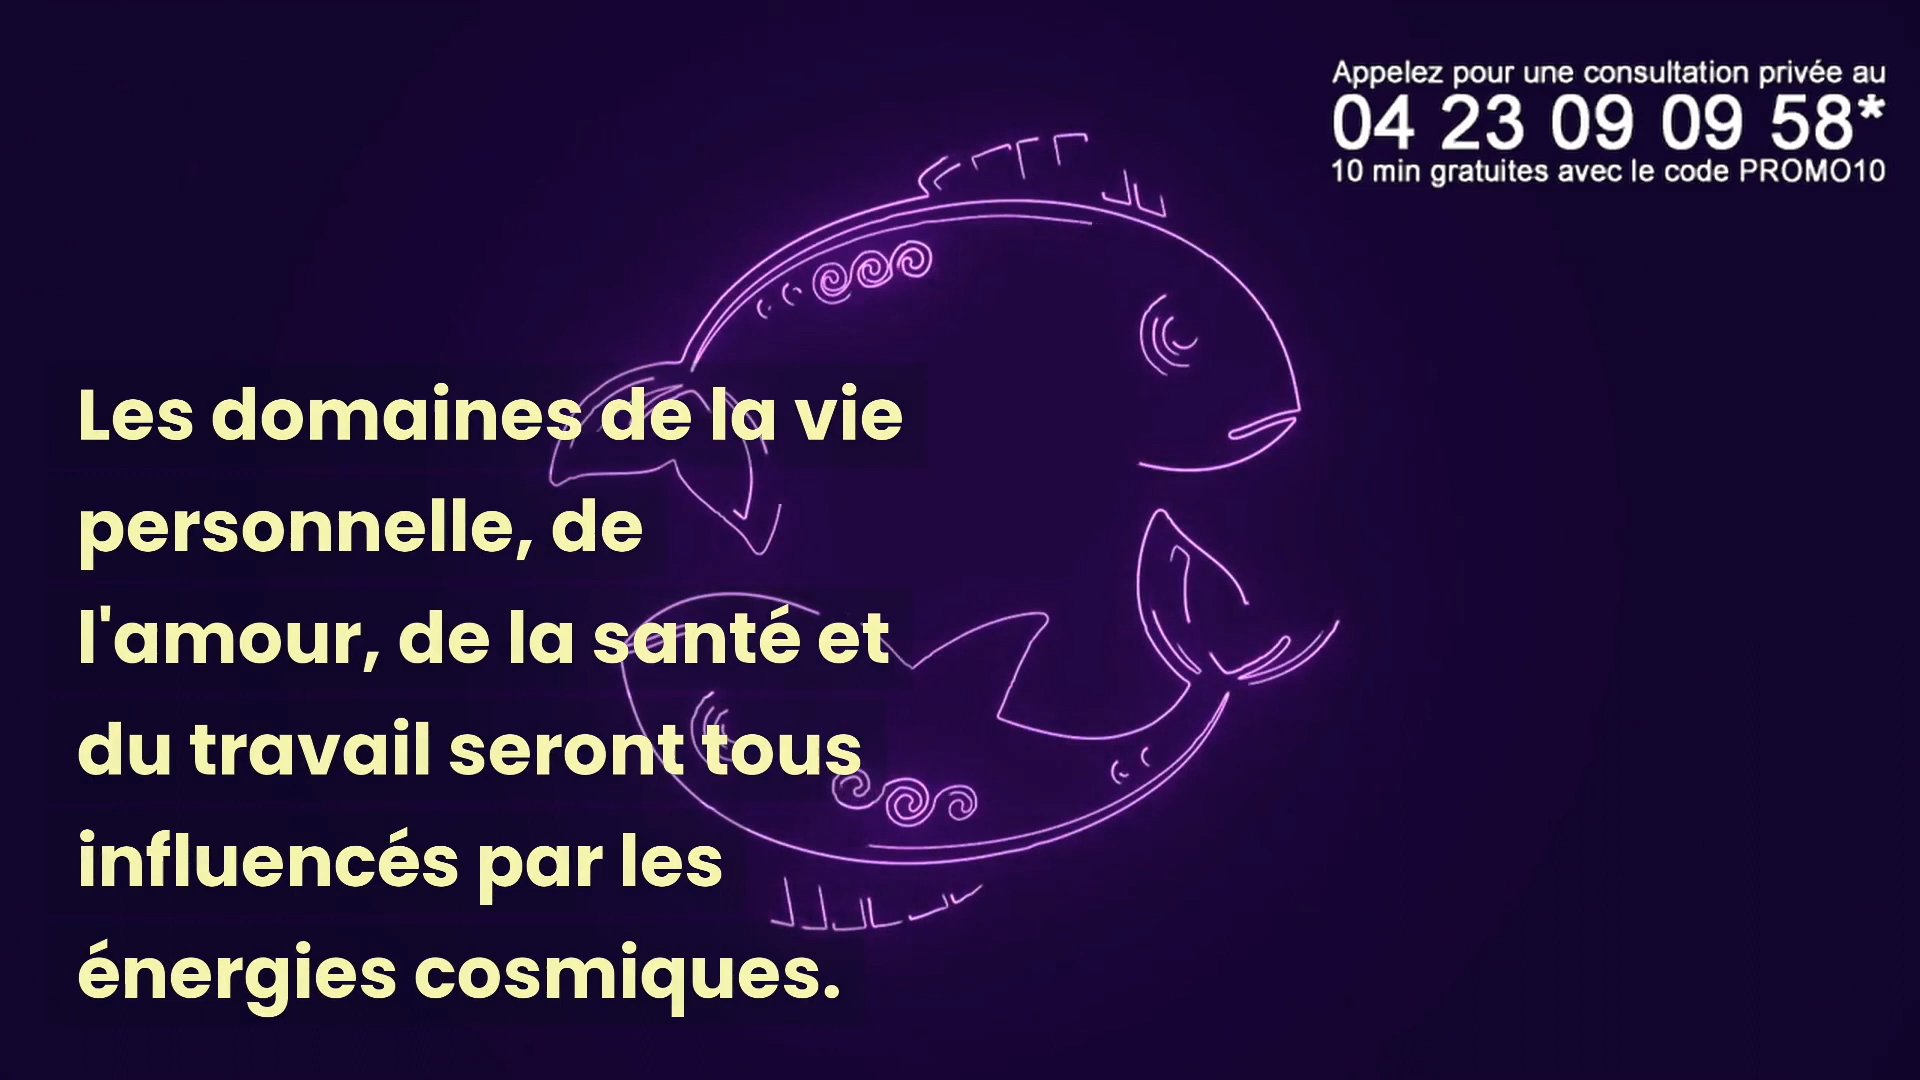 Appelez pour une consultation privée au
04 23 09 09 58*
10 min gratuites avec le code PROMO10
Les domaines de la vie
personnelle, de
l'amour, de la santé et
du travail seront tous
influencés par les
énergies cosmiques.